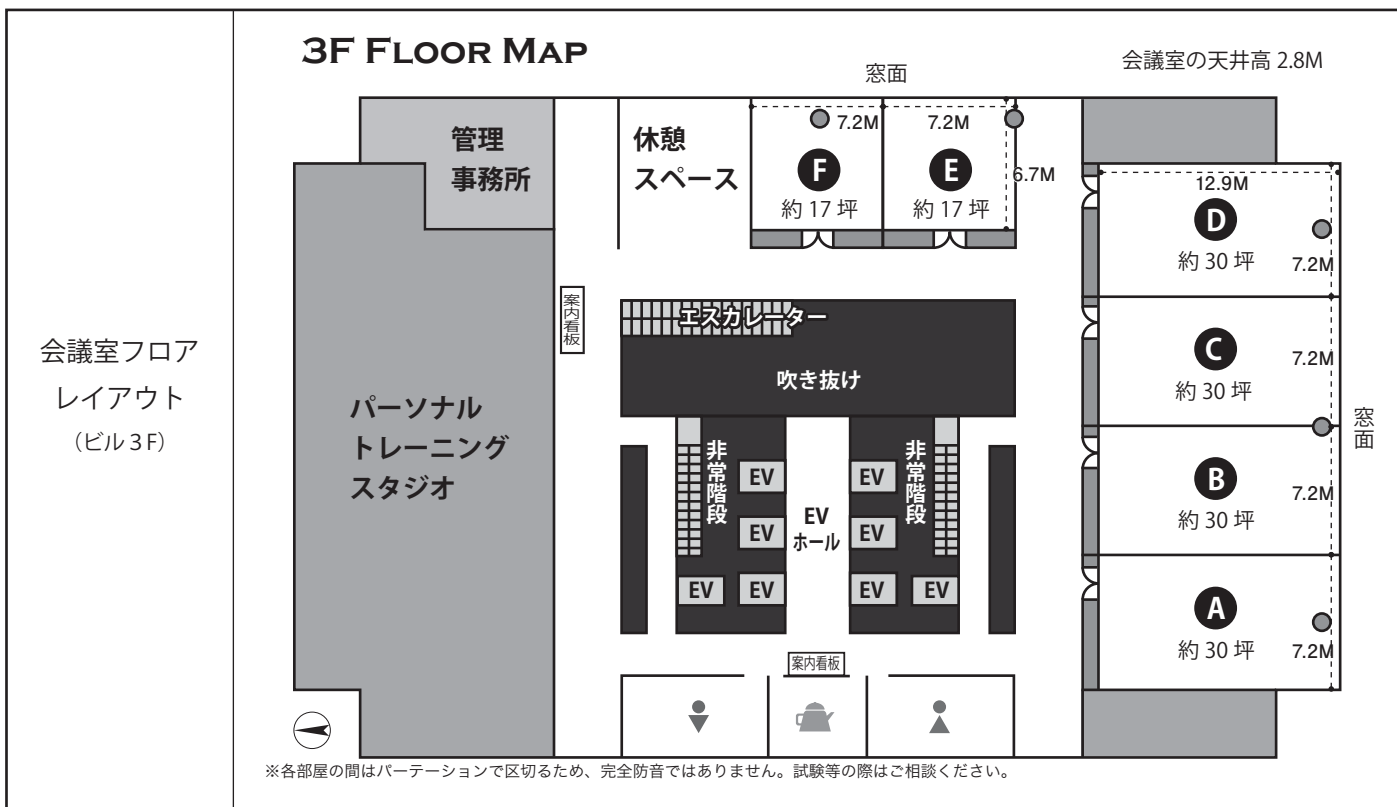 会議室フロア
レイアウト
（ビル3F）
3F FLOOR MAP
窓面
会議室の天井高 2.8M
管理
事務所
休憩
スペース
7.2M
F
約 17 坪
7.2M
E
約 17 坪
6.7M
12.9M
D
約 30 坪
7.2M
案内看板
エスカレーター
吹き抜け
C
約 30 坪
7.2M
窓面
パーソナル
トレーニング
スタジオ
非常階段
EV
EV
EV
EV
EV
ホール
EV
EV
EV
EV
非常階段
B
約 30 坪
7.2M
A
約 30 坪
7.2M
案内看板
※各部屋の間はパーテーションで区切るため、完全防音ではありません。試験等の際はご相談ください。